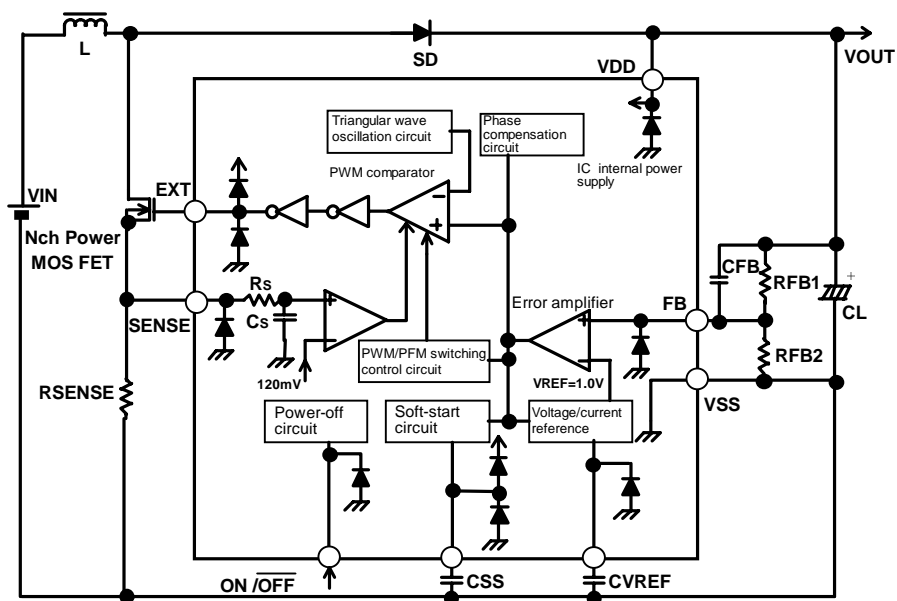 L
SD
VOUT
VDD
Triangular wave
oscillation circuit
Phase
compensation
circuit
IC internal power
supply
PWM comparator
VIN
EXT
−
+
Nch Power
MOS FET
CFB
RFB1
+
CL
RS
Error amplifier
FB
SENSE
CS
+
−
+
−
RFB2
PWM/PFM switching
control circuit
120mV
VREF=1.0V
VSS
RSENSE
Power-off
circuit
Soft-start
circuit
Voltage/current
reference
ON /OFF
CSS
CVREF